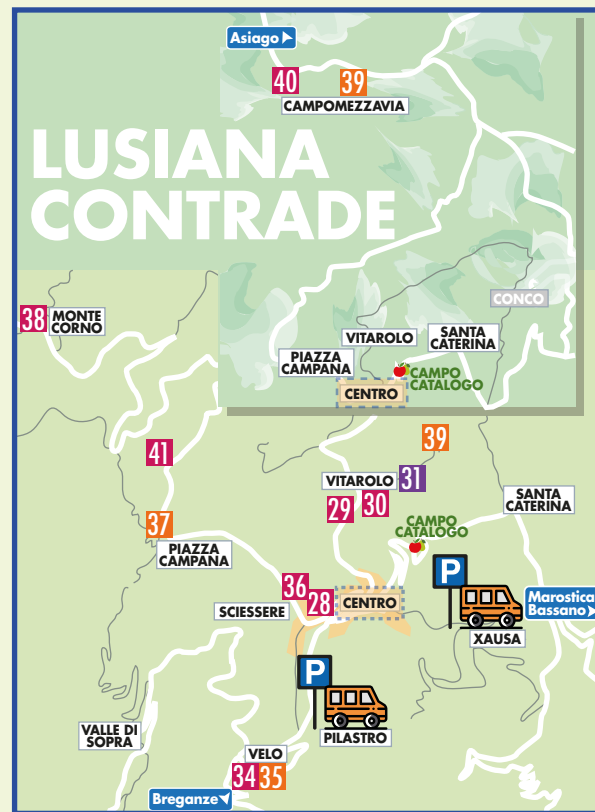 Asiago
40
39
CAMPOMEZZAVIA
LUSIANA
CONTRADE
CONCO
38
MONTE
CORNO
VITAROLO
SANTA
CATERINA
PIAZZA
CAMPANA
CAMPO
CATALOGO
CENTRO
39
41
VITAROLO
31
29
30
SANTA
CATERINA
37
CAMPO
CATALOGO
PIAZZA
CAMPANA
P
36
28
CENTRO
SCIESSERE
Marostica
Bassano
XAUSA
P
VALLE DI
SOPRA
PILASTRO
VELO
34
35
Breganze